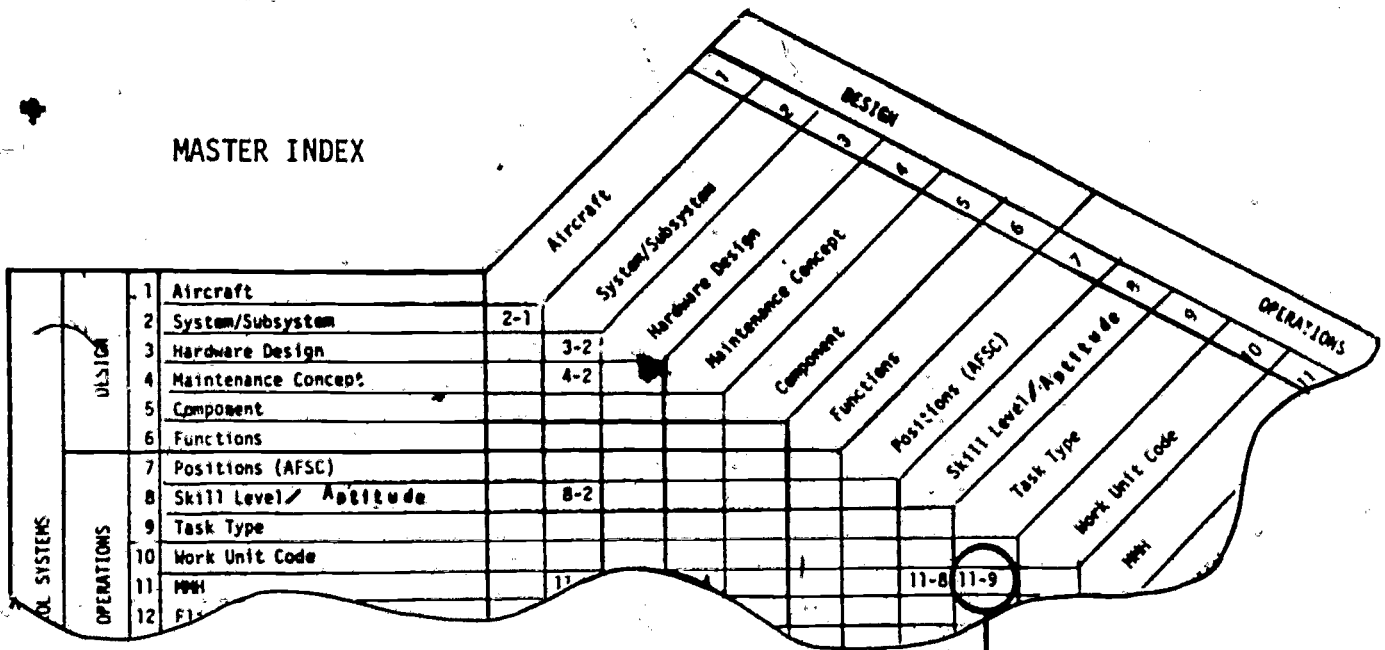 MASTER INDEX
DESIGN
OPERATIONS
1
2
3
4
5
6
7
8
9
10
11
Aircraft
System/Subsystem
Hardware Design
Maintenance Concept
Component
Functions
Positions (AFSC)
Skill Level/Aptitude
Task Type
Work Unit Code
MMH
DESIGN
1 Aircraft
2 System/Subsystem 2-1
3 Hardware Design 3-2
4 Maintenance Concept 4-2
5 Component
6 Functions
OPERATIONS
7 Positions (AFSC)
8 Skill Level/ Aptitude 8-2
9 Task Type
10 Work Unit Code
11 MMH 11 11-8 11-9
12
SYSTEMS